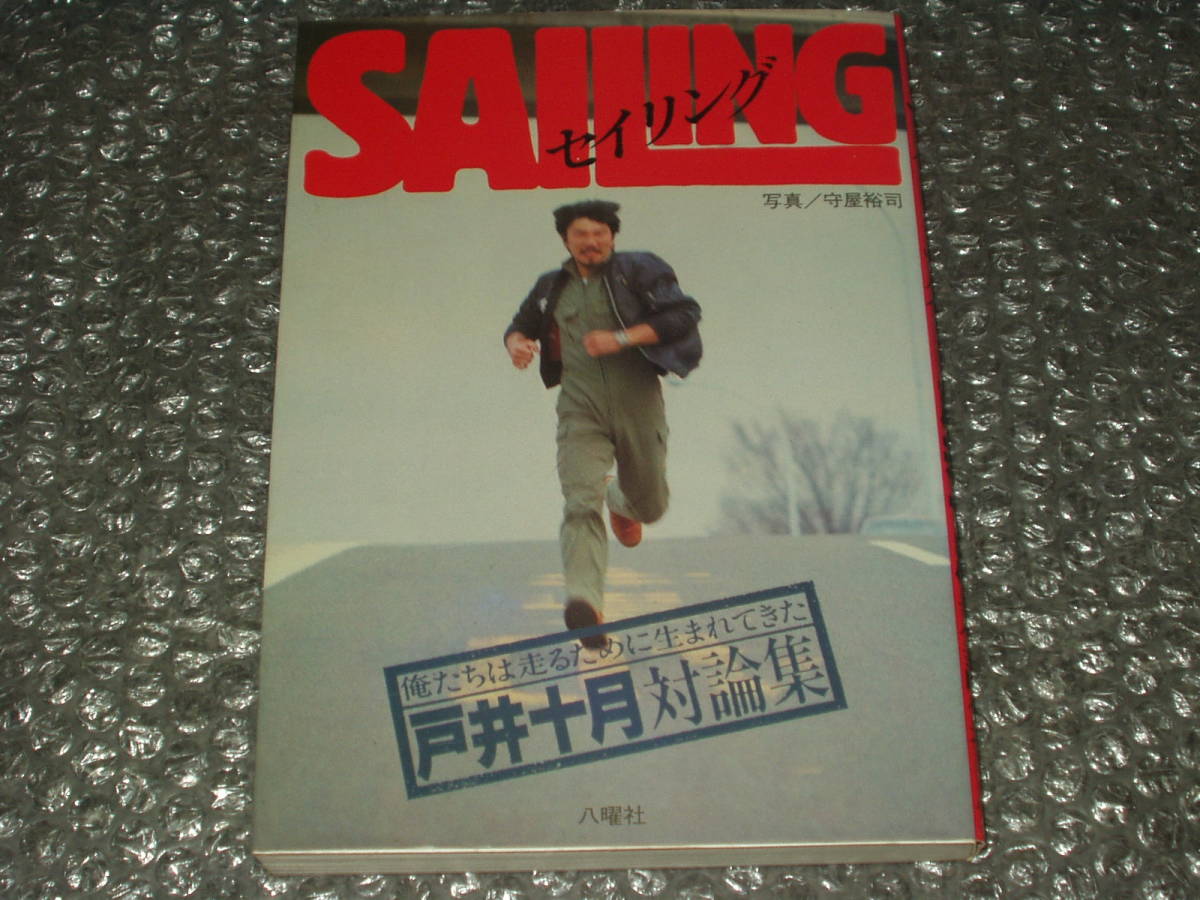 SAILING
セイリング
写真／守屋裕司
俺たちは走るために生まれてきた
戸井十月対論集
八曜社